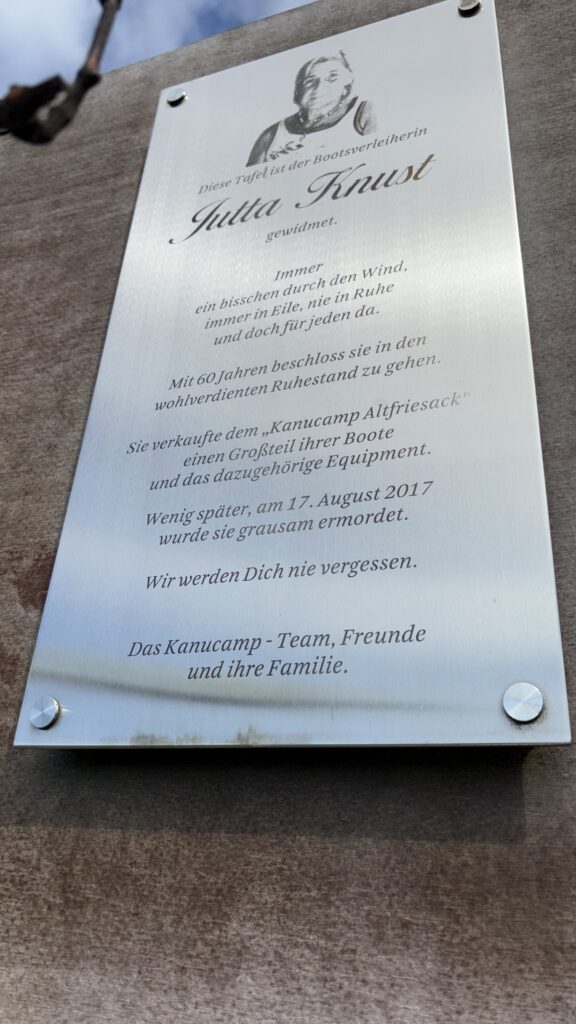 Diese Tafel ist der Bootsverleiherin
Jutta Knust
gewidmet.
Immer
ein bisschen durch den Wind,
immer in Eile, nie in Ruhe
und doch für jeden da.
Mit 60 Jahren beschloss sie in den
wohlverdienten Ruhestand zu gehen.
Sie verkaufte dem „Kanucamp Altfriesack“
einen Großteil ihrer Boote
und das dazugehörige Equipment.
Wenig später, am 17. August 2017
wurde sie grausam ermordet.
Wir werden Dich nie vergessen.
Das Kanucamp - Team, Freunde
und ihre Familie.